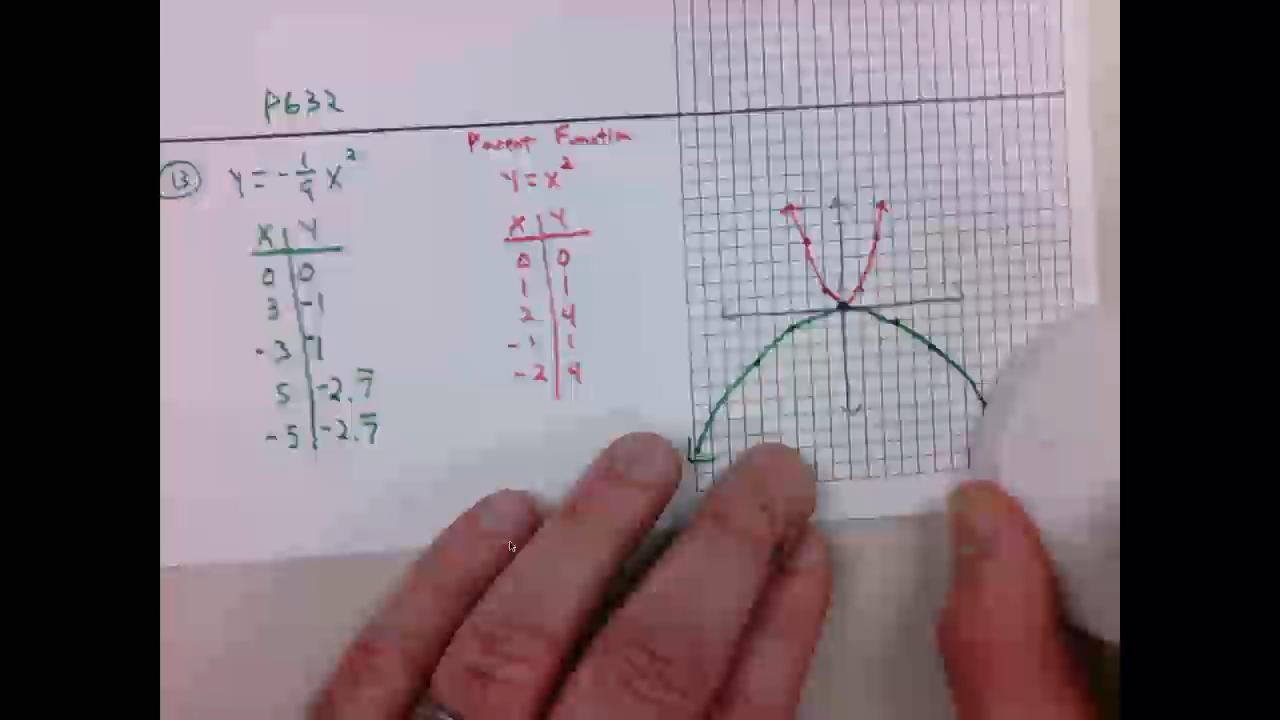 P632
13 Y = -1/9 X²
X | Y
0 | 0
3 | -1
-3 | -1
5 | -2.7̅
-5 | -2.7̅
Parent Function
Y = X²
X | Y
0 | 0
1 | 1
2 | 4
-1 | 1
-2 | 4